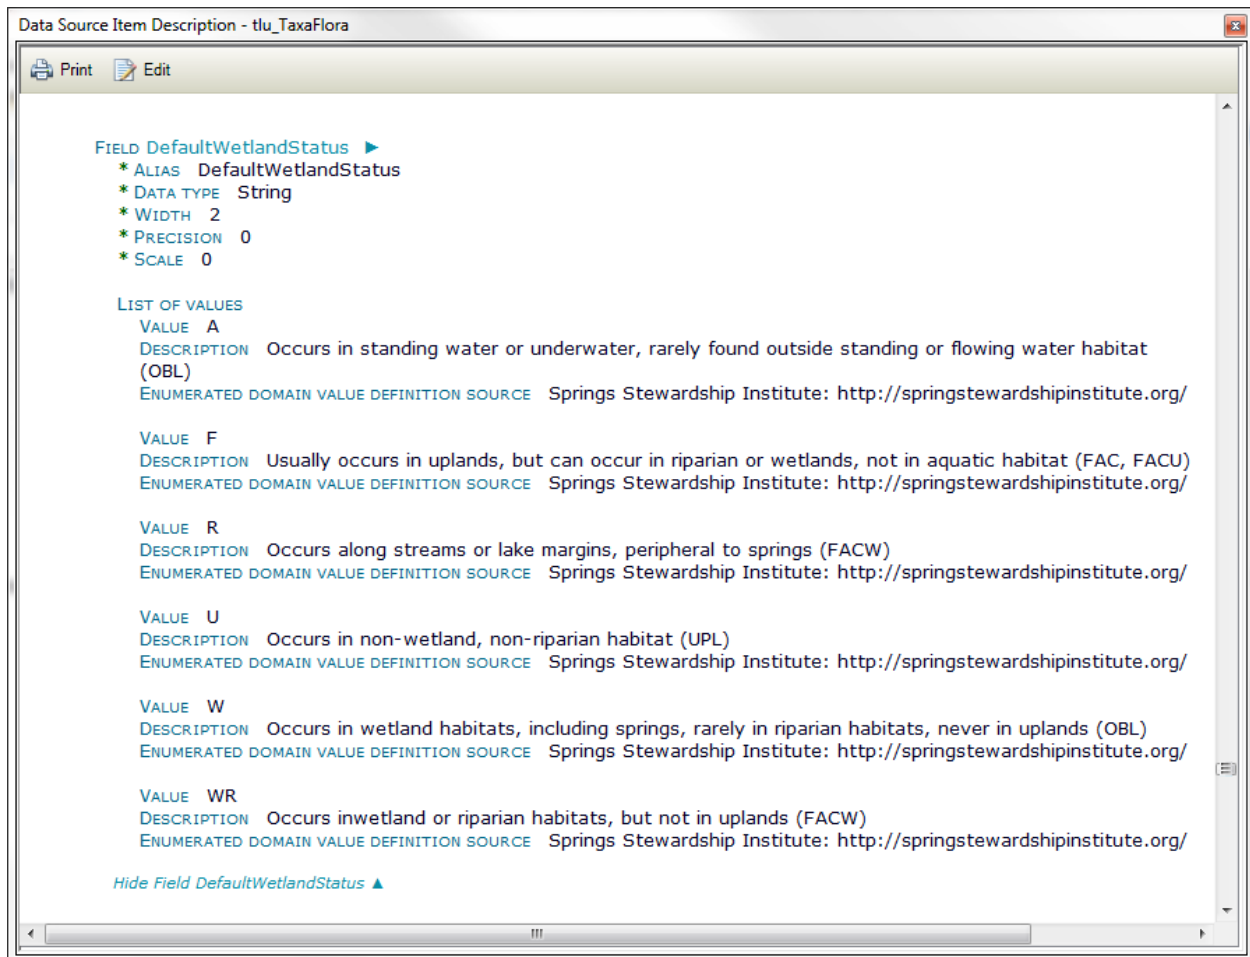 Data Source Item Description - tlu_TaxaFlora
Print Edit
FIELD DefaultWetlandStatus ►
* ALIAS DefaultWetlandStatus
* DATA TYPE String
* WIDTH 2
* PRECISION 0
* SCALE 0
LIST OF VALUES
VALUE A
DESCRIPTION Occurs in standing water or underwater, rarely found outside standing or flowing water habitat
(OBL)
ENUMERATED DOMAIN VALUE DEFINITION SOURCE Springs Stewardship Institute: http://springstewardshipinstitute.org/
VALUE F
DESCRIPTION Usually occurs in uplands, but can occur in riparian or wetlands, not in aquatic habitat (FAC, FACU)
ENUMERATED DOMAIN VALUE DEFINITION SOURCE Springs Stewardship Institute: http://springstewardshipinstitute.org/
VALUE R
DESCRIPTION Occurs along streams or lake margins, peripheral to springs (FACW)
ENUMERATED DOMAIN VALUE DEFINITION SOURCE Springs Stewardship Institute: http://springstewardshipinstitute.org/
VALUE U
DESCRIPTION Occurs in non-wetland, non-riparian habitat (UPL)
ENUMERATED DOMAIN VALUE DEFINITION SOURCE Springs Stewardship Institute: http://springstewardshipinstitute.org/
VALUE W
DESCRIPTION Occurs in wetland habitats, including springs, rarely in riparian habitats, never in uplands (OBL)
ENUMERATED DOMAIN VALUE DEFINITION SOURCE Springs Stewardship Institute: http://springstewardshipinstitute.org/
VALUE WR
DESCRIPTION Occurs inwetland or riparian habitats, but not in uplands (FACW)
ENUMERATED DOMAIN VALUE DEFINITION SOURCE Springs Stewardship Institute: http://springstewardshipinstitute.org/
Hide Field DefaultWetlandStatus ▲